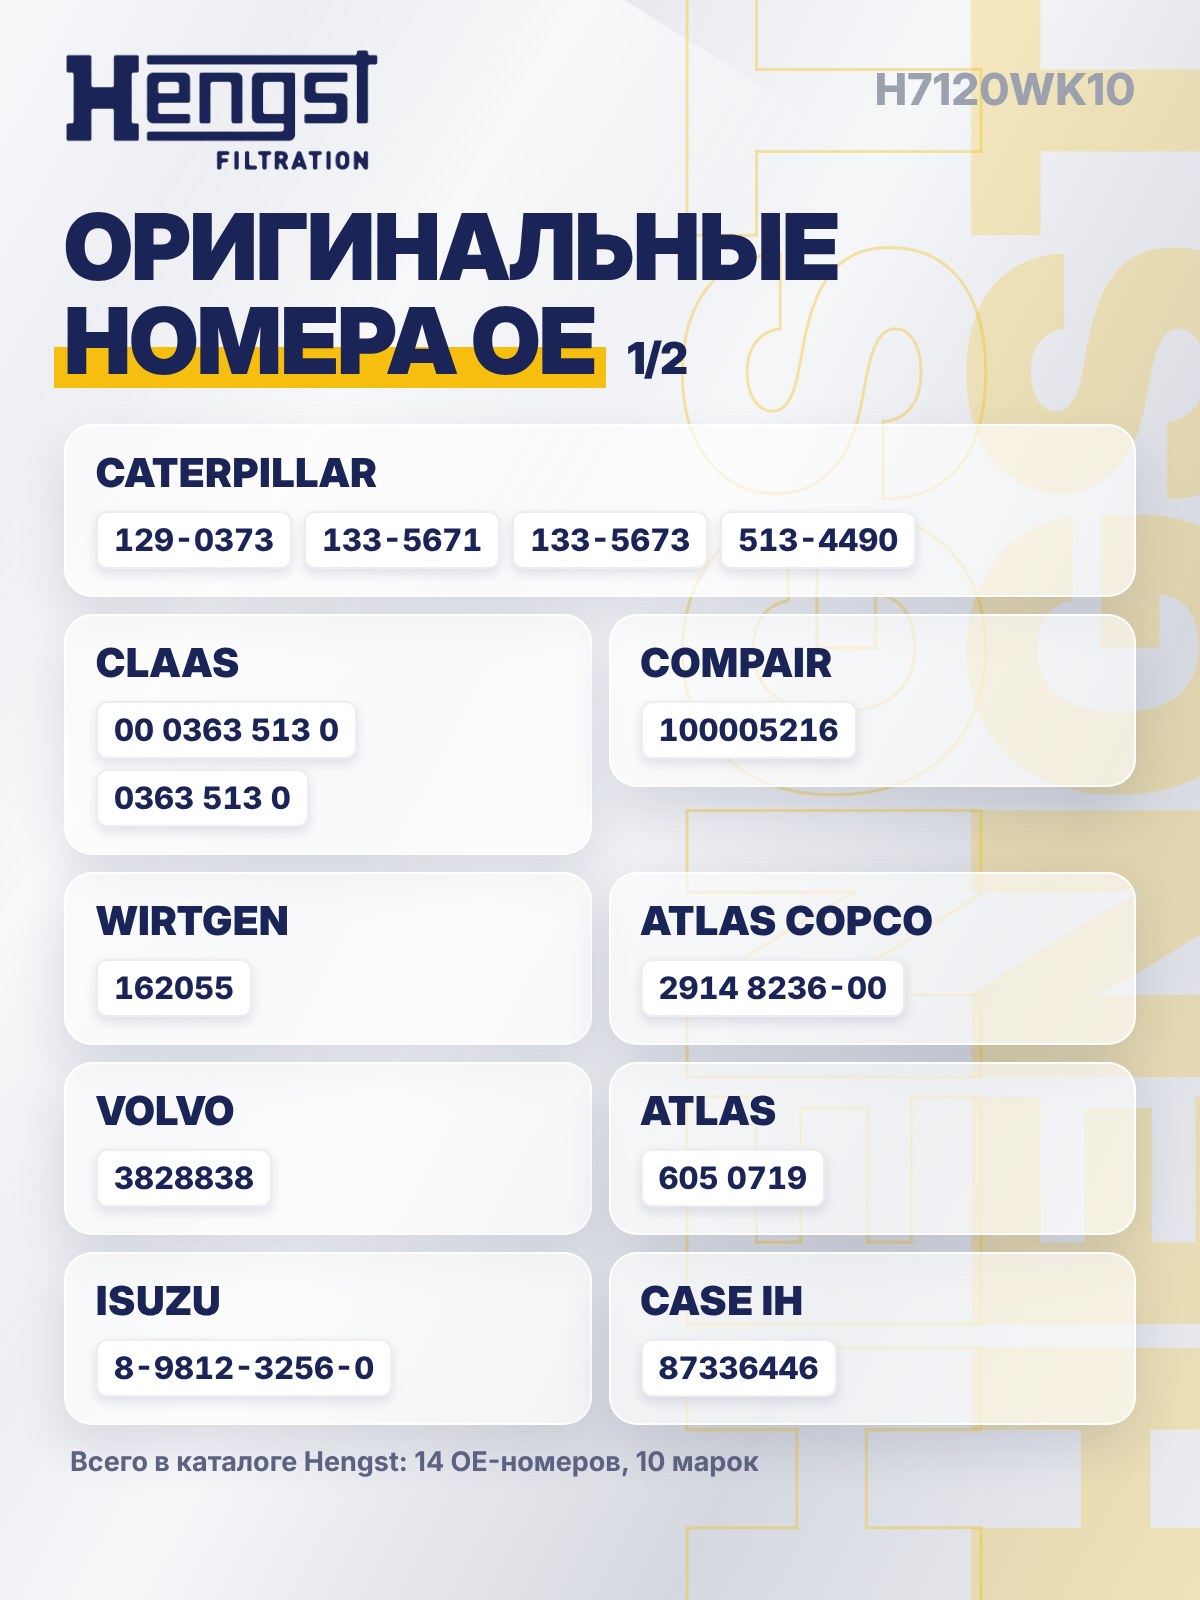 Hengst
FILTRATION
H7120WK10
ОРИГИНАЛЬНЫЕ
НОМЕРА OE 1/2
CATERPILLAR
129-0373 133-5671 133-5673 513-4490
CLAAS
00 0363 513 0
0363 513 0
COMPAIR
100005216
WIRTGEN
162055
ATLAS COPCO
2914 8236-00
VOLVO
3828838
ATLAS
605 0719
ISUZU
8-9812-3256-0
CASE IH
87336446
Всего в каталоге Hengst: 14 OE-номеров, 10 марок